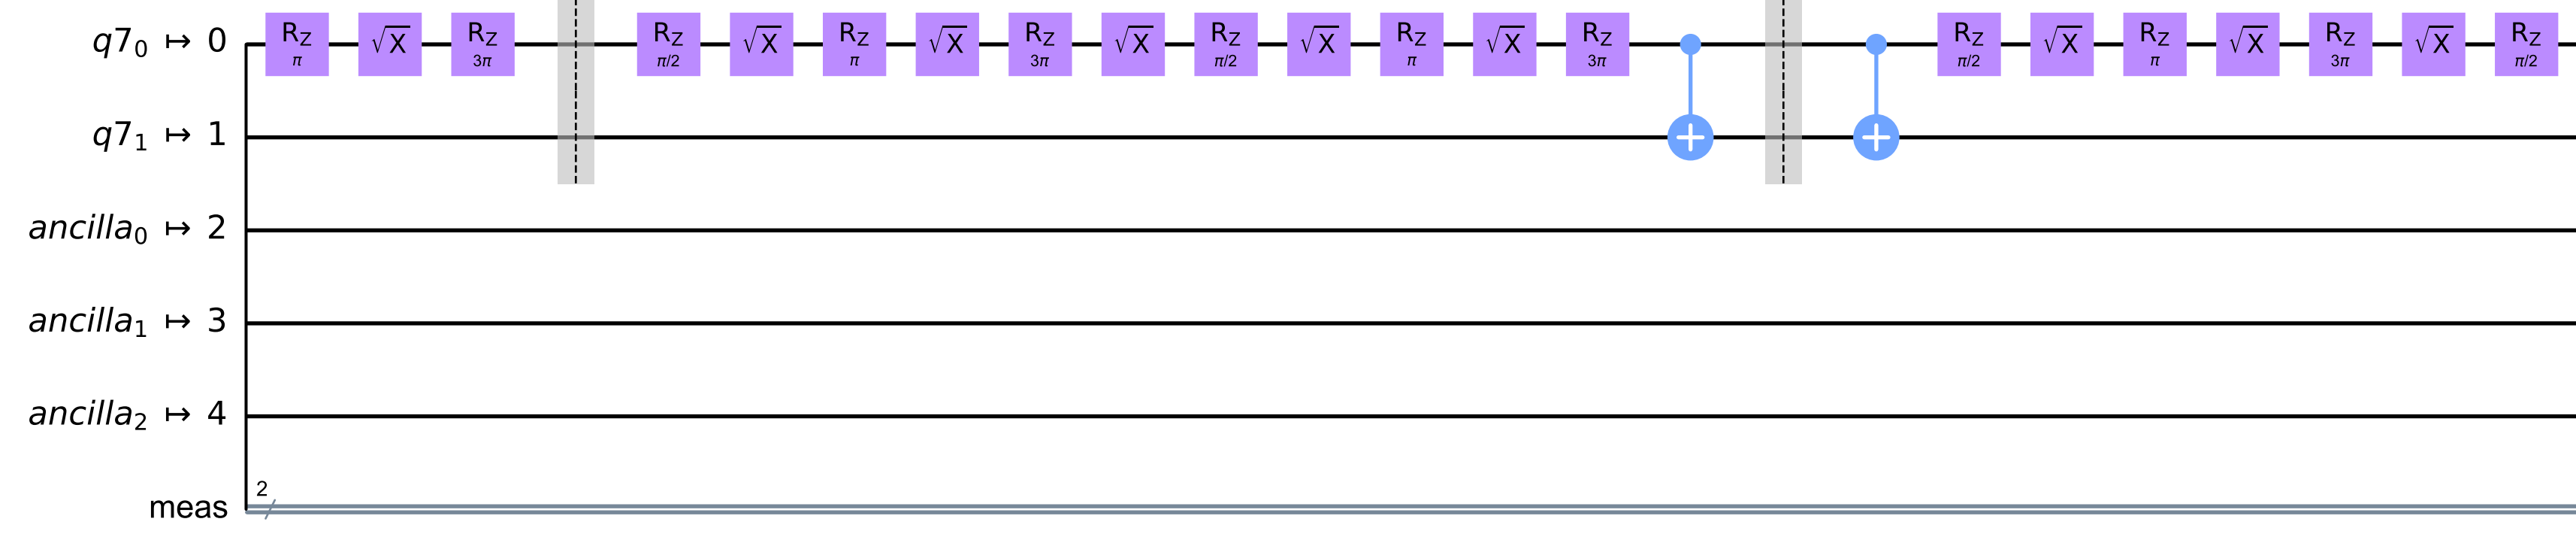 q7₀ ↦ 0 R_Z π √X R_Z 3π R_Z π/2 √X R_Z π √X R_Z 3π √X R_Z π/2 √X R_Z π √X R_Z 3π R_Z π/2 √X R_Z π √X R_Z 3π √X R_Z π/2
q7₁ ↦ 1
ancilla₀ ↦ 2
ancilla₁ ↦ 3
ancilla₂ ↦ 4
meas 2